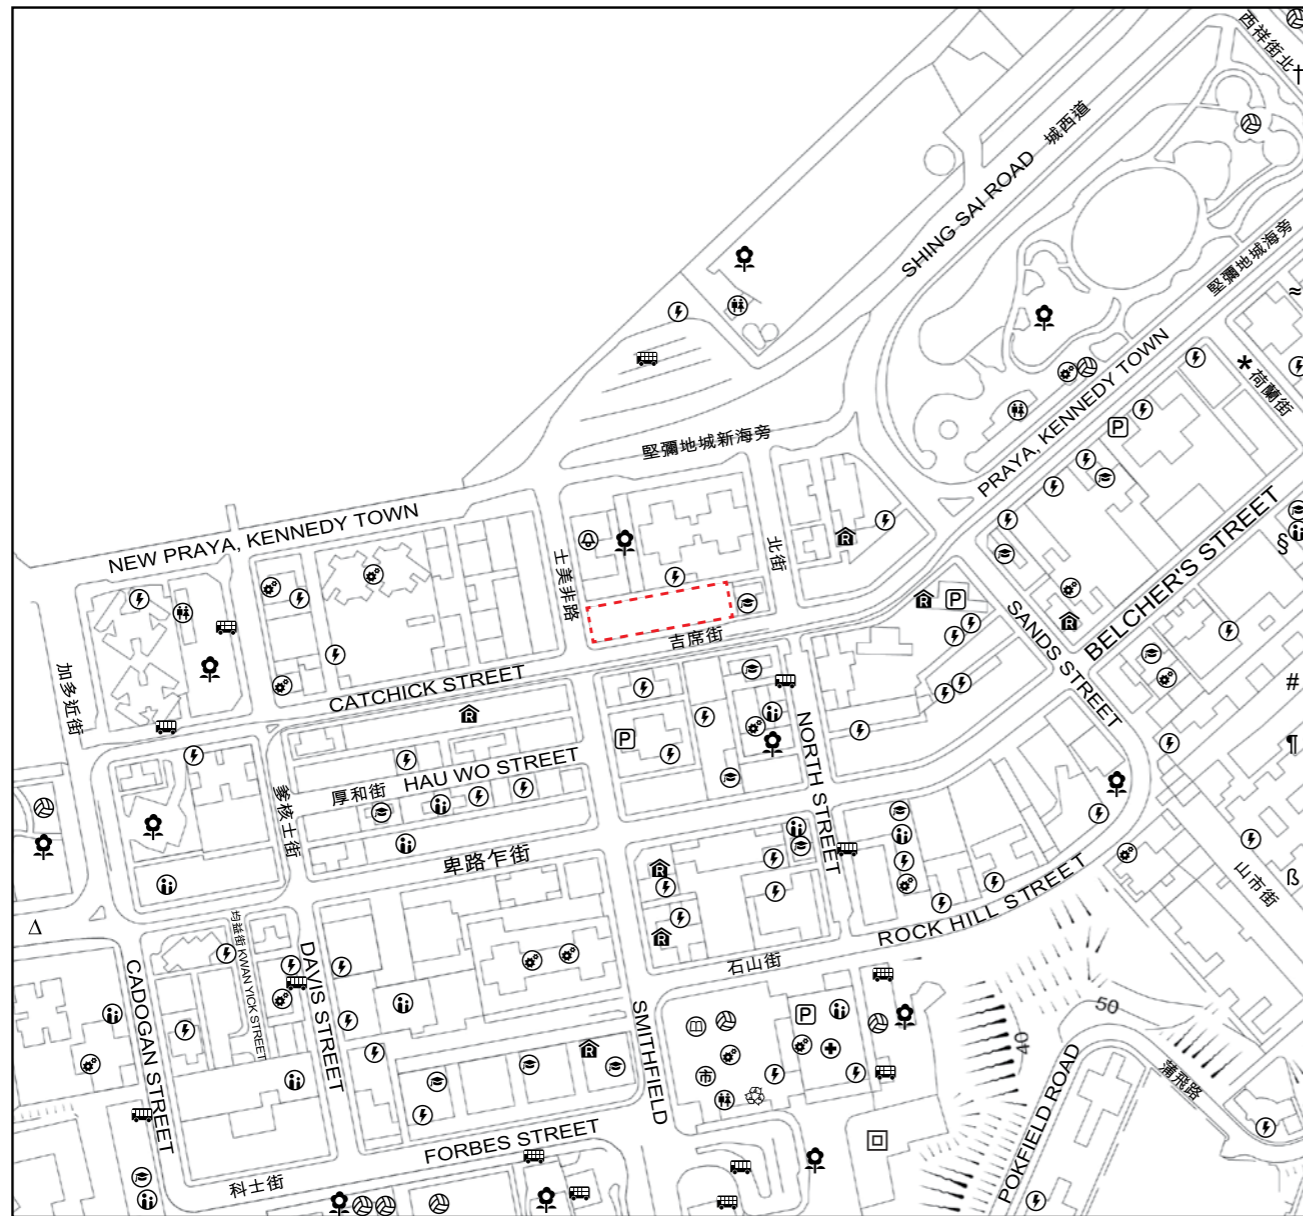 西祥街北
城西道
SHING SAI ROAD
堅彌地城海旁
PRAYA, KENNEDY TOWN
荷蘭街
P
堅彌地城新海旁
NEW PRAYA, KENNEDY TOWN
士美非路
北街
BELCHER'S STREET
§
R
R
P
R
SANDS STREET
吉席街
CATCHICK STREET
加多近街
R
P
NORTH STREET
#
¶
HAU WO STREET
厚和街
爹核士街
卑路乍街
R
R
ROCK HILL STREET
石山街
山市街
ß
Δ
均益街 KWAN YICK STREET
DAVIS STREET
CADOGAN STREET
SMITHFIELD
P
市
R
50
40
POKFIELD ROAD
蒲飛路
FORBES STREET
科士街